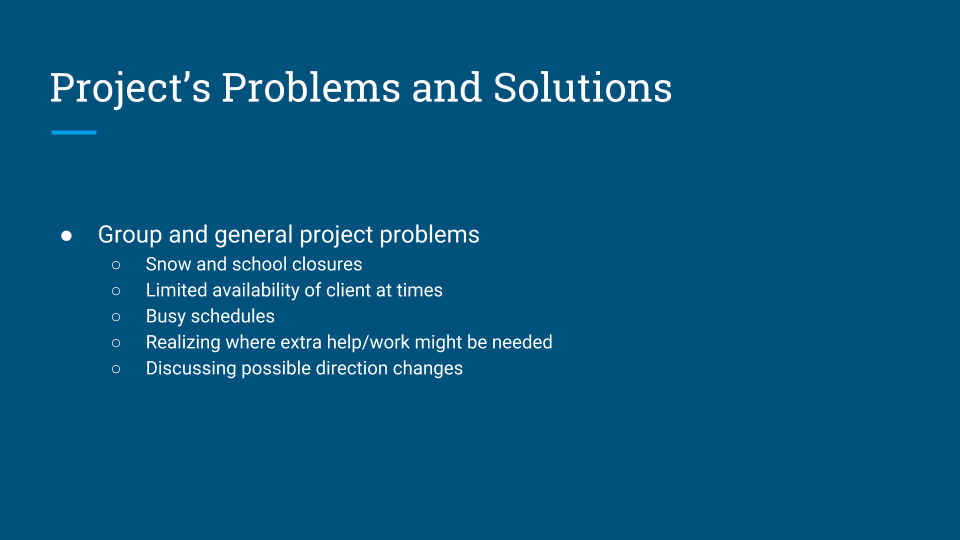 Project’s Problems and Solutions
● Group and general project problems
○ Snow and school closures
○ Limited availability of client at times
○ Busy schedules
○ Realizing where extra help/work might be needed
○ Discussing possible direction changes